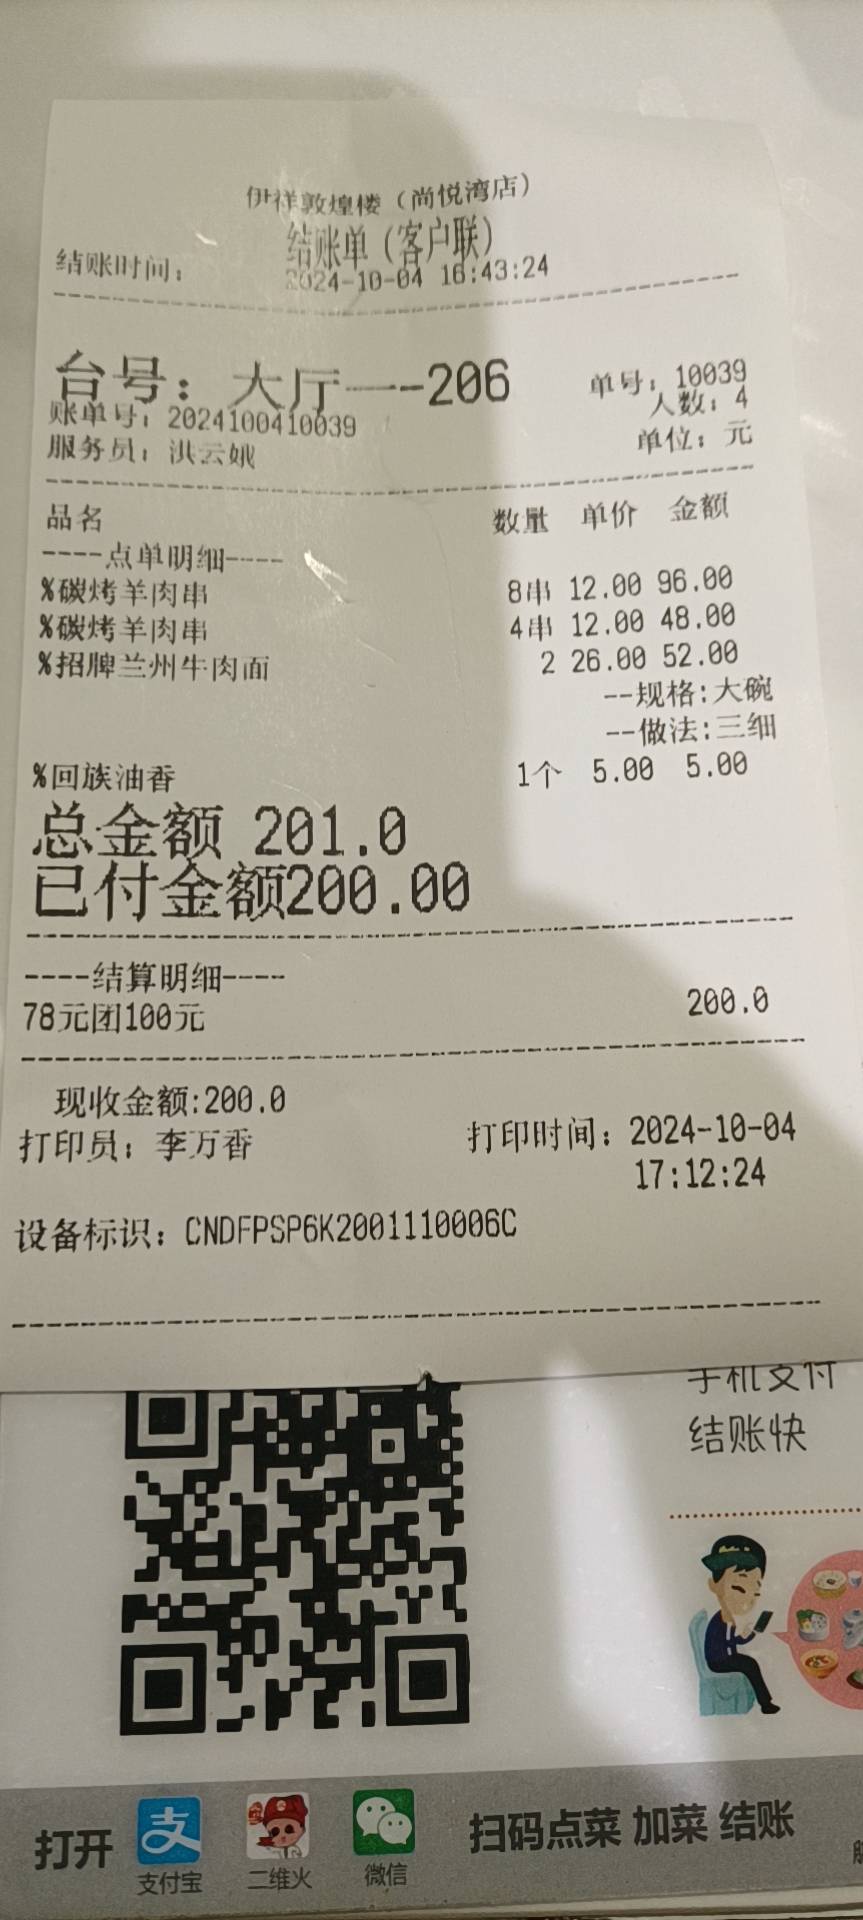 伊祥敦煌楼（尚悦湾店）
结账单（客户联）
结账时间： 2024-10-04 16:43:24
台号：大厅一--206 单号：10039
账单号：2024100410039 人数：4
服务员：洪云娥 单位：元
品名 数量 单价 金额
----点单明细----
%碳烤羊肉串 8串 12.00 96.00
%碳烤羊肉串 4串 12.00 48.00
%招牌兰州牛肉面 2 26.00 52.00
--规格:大碗
--做法:三细
%回族油香 1个 5.00 5.00
总金额 201.0
已付金额200.00
----结算明细----
78元团100元 200.0
现收金额:200.0
打印员：李万香 打印时间：2024-10-04
17:12:24
设备标识：CNDFPSP6K2001110006C
手机支付
结账快
打开 支付宝 二维火 微信 扫码点菜 加菜 结账